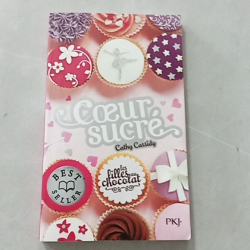 Cœur
sucré
Cathy Cassidy
BEST
SELLER
les
filles
au
chocolat
PKJ·